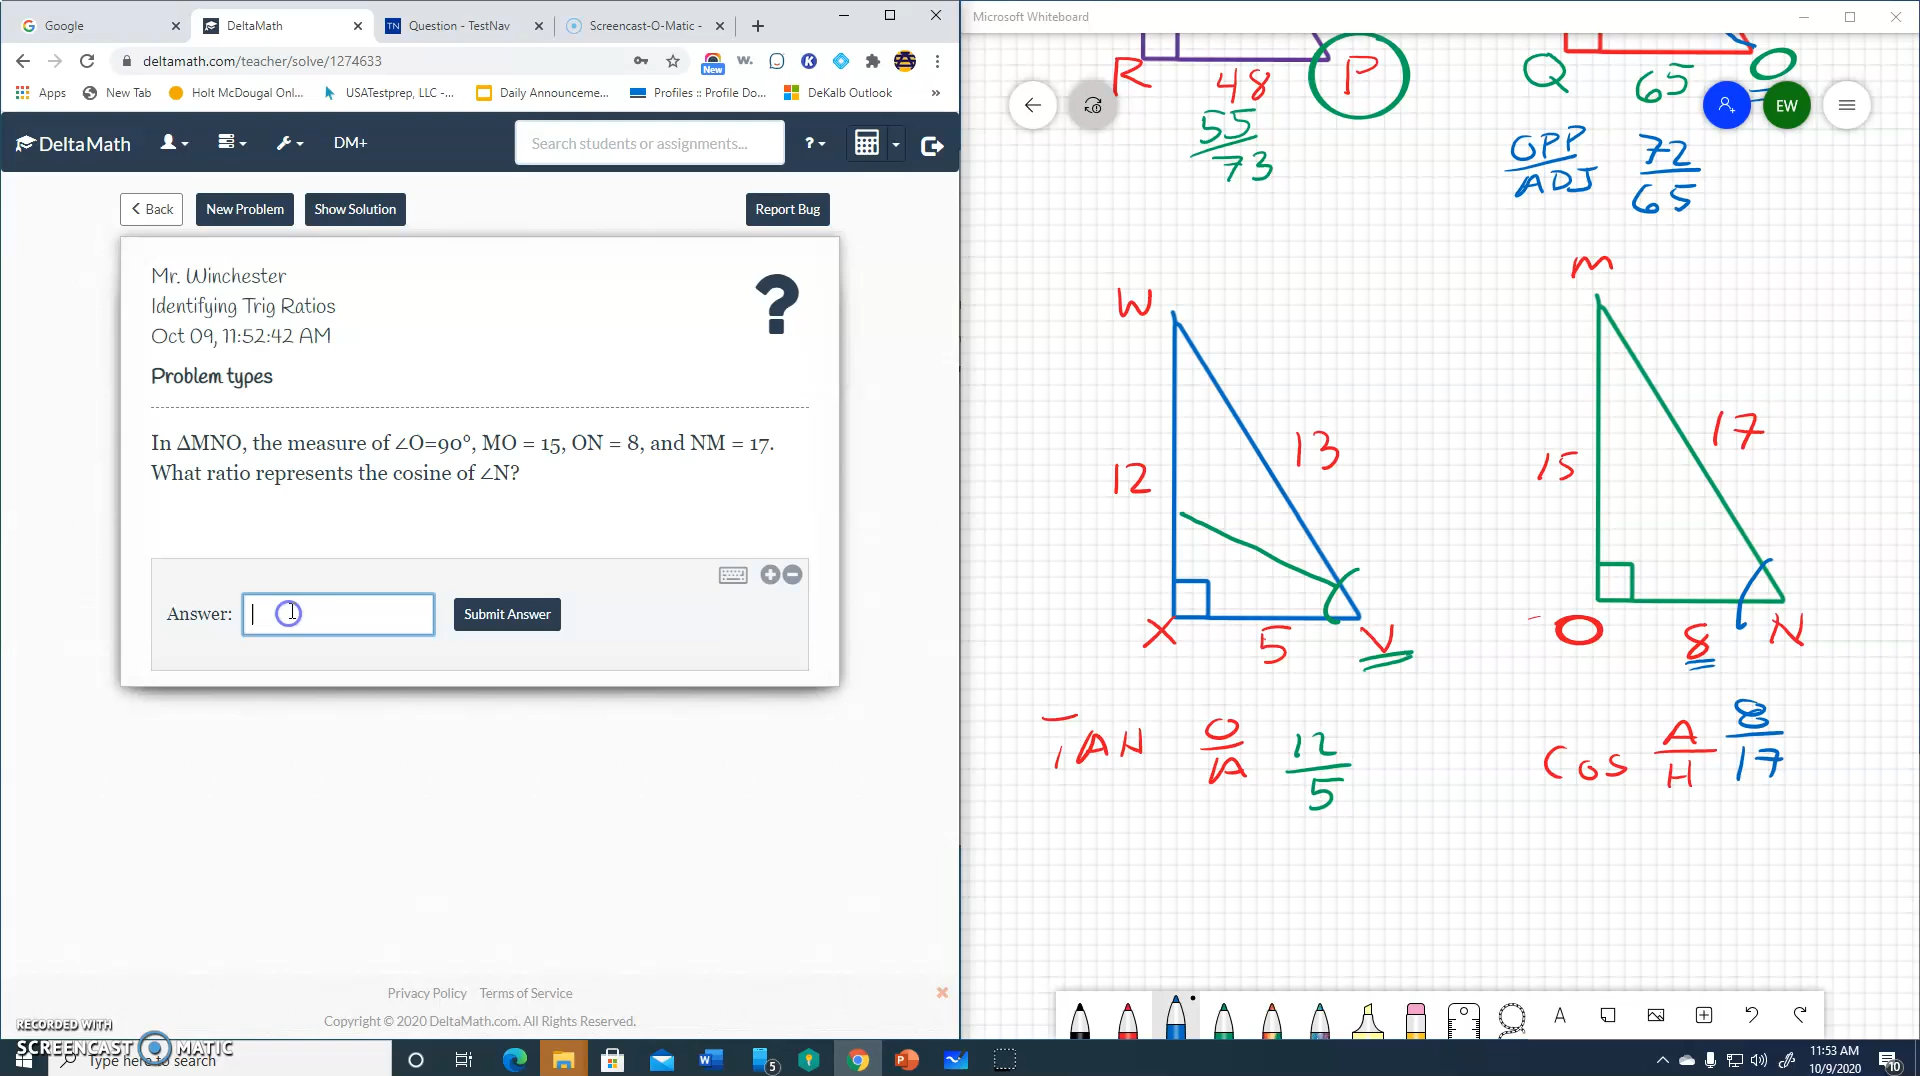 Google
DeltaMath
TN Question - TestNav
Screencast-O-Matic -
deltamath.com/teacher/solve/1274633
New
w.
K
Apps
New Tab
Holt McDougal Onl...
USATestprep, LLC -...
Daily Announceme...
Profiles :: Profile Do...
DeKalb Outlook
»
DeltaMath
DM+
Search students or assignments...
?
Back
New Problem
Show Solution
Report Bug
Mr. Winchester
Identifying Trig Ratios
Oct 09, 11:52:42 AM
?
Problem types
In ΔMNO, the measure of ∠O=90°, MO = 15, ON = 8, and NM = 17.
What ratio represents the cosine of ∠N?
Answer:
Submit Answer
Privacy Policy
Terms of Service
Copyright © 2020 DeltaMath.com. All Rights Reserved.
RECORDED WITH
SCREENCAST MATIC
Type here to search
Microsoft Whiteboard
EW
R
48
P
55
73
Q
65
O
OPP
ADJ
72
65
W
12
13
X
5
V
TAN
O
A
12
5
M
15
17
O
8
N
COS
A
H
8
17
A
5
11:53 AM
10/9/2020
10